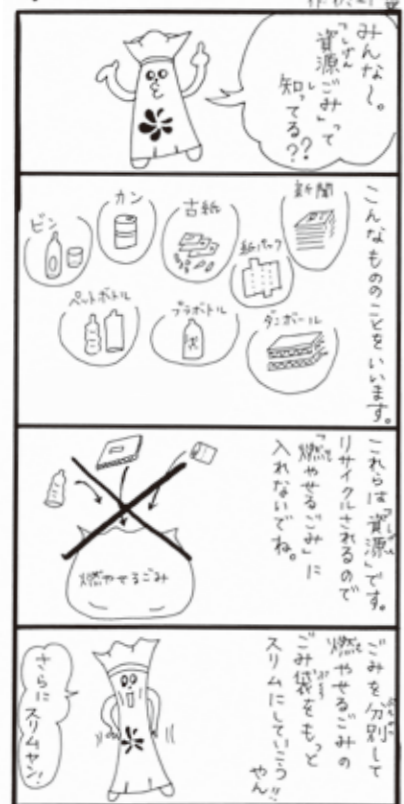 みんな～。
「資源ごみ」って
しげん
知ってる??
し
こんなもののことをいいます。
新聞
古紙
カン
ビン
紙パック
ダンボール
プラボトル
ペットボトル
これらは「資源」です。
しげん
リサイクルされるので
「燃やせるごみ」に
も
入れないでね。
燃やせるごみ
ごみを分別して
燃やせるごみの
ごみ袋をもっと
スリムにしていこう
やん!!
さらに
スリムヤン!